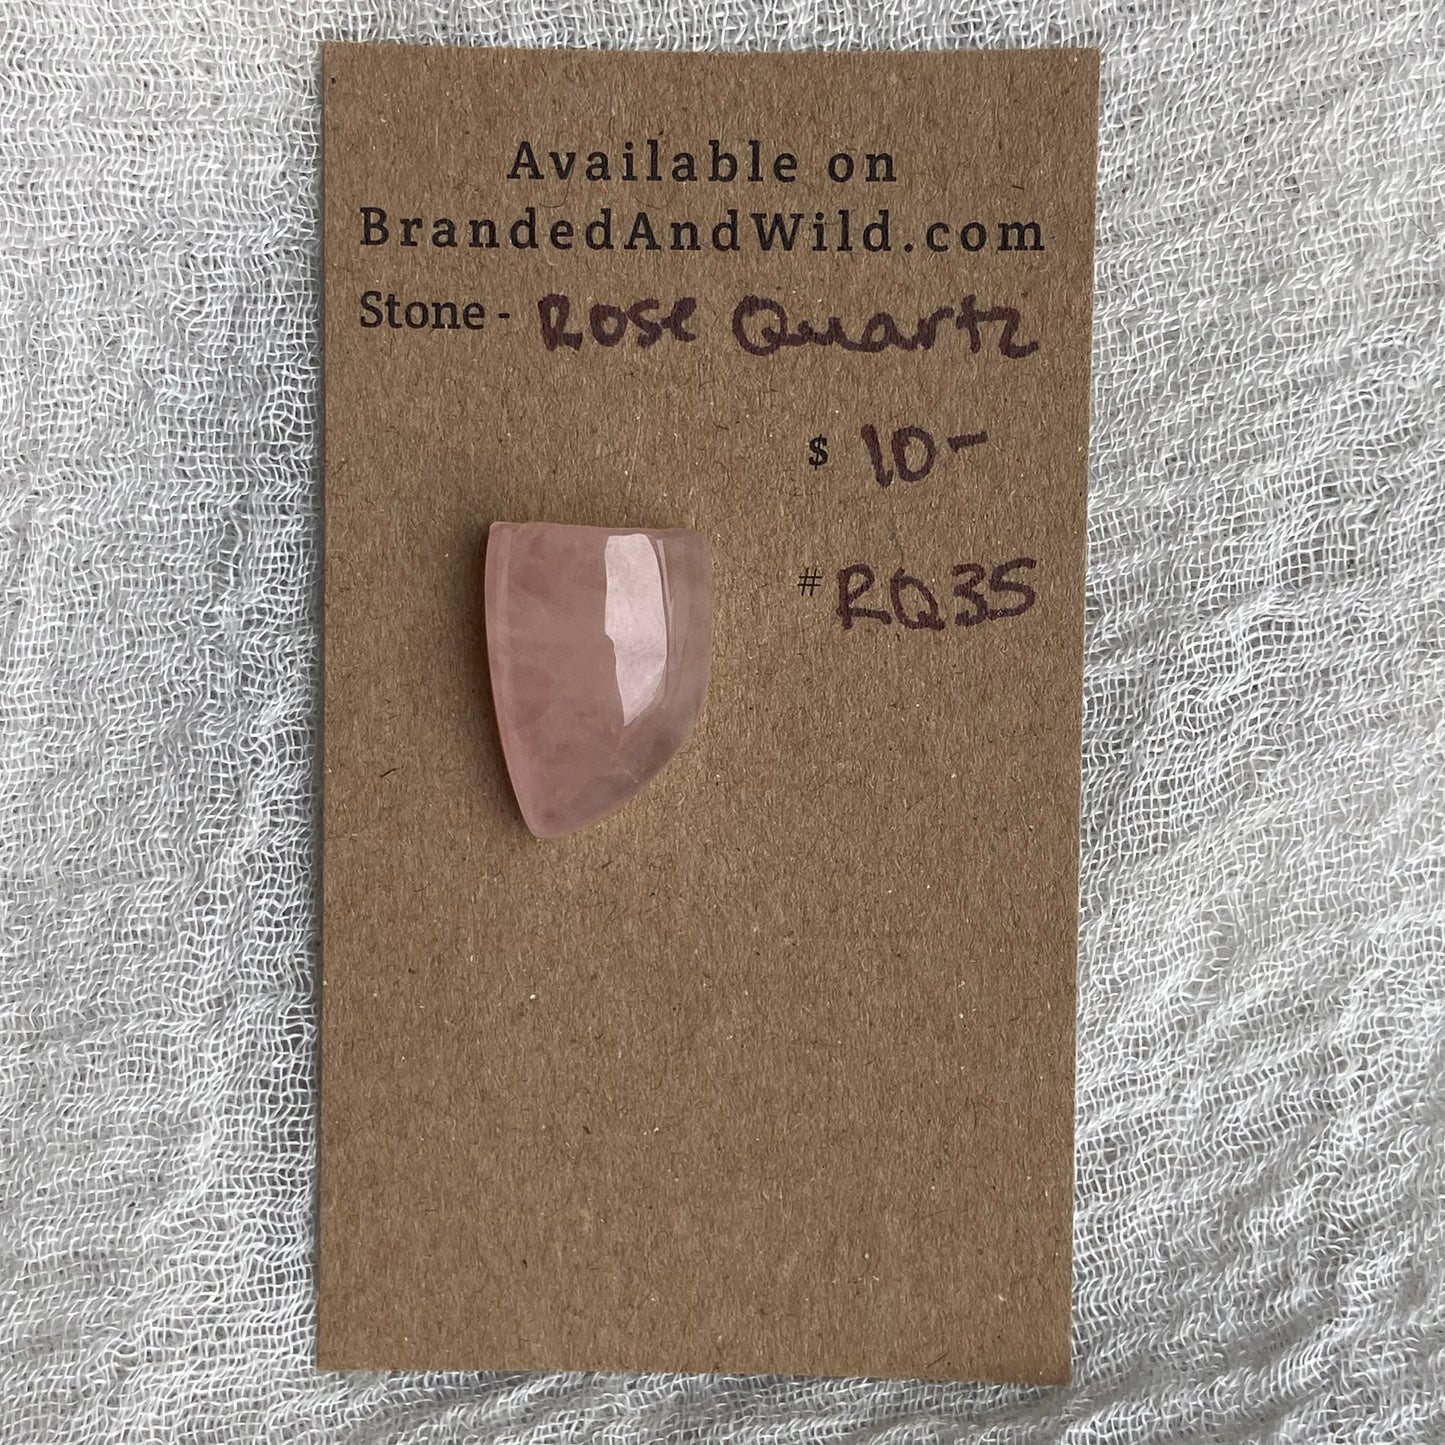 Available on
BrandedAndWild.com
Stone - Rose Quartz
$ 10-
# RQ35